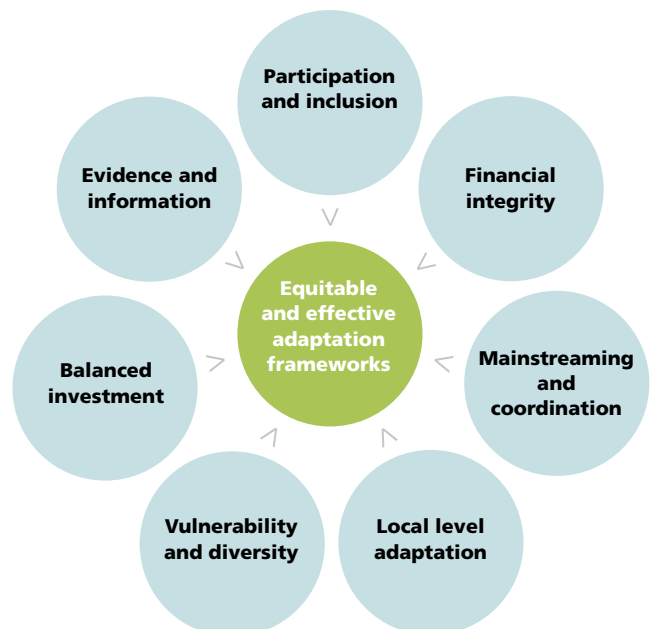 Participation
and inclusion
Financial
integrity
Mainstreaming
and
coordination
Local level
adaptation
Vulnerability
and diversity
Balanced
investment
Evidence and
information
Equitable
and effective
adaptation
frameworks